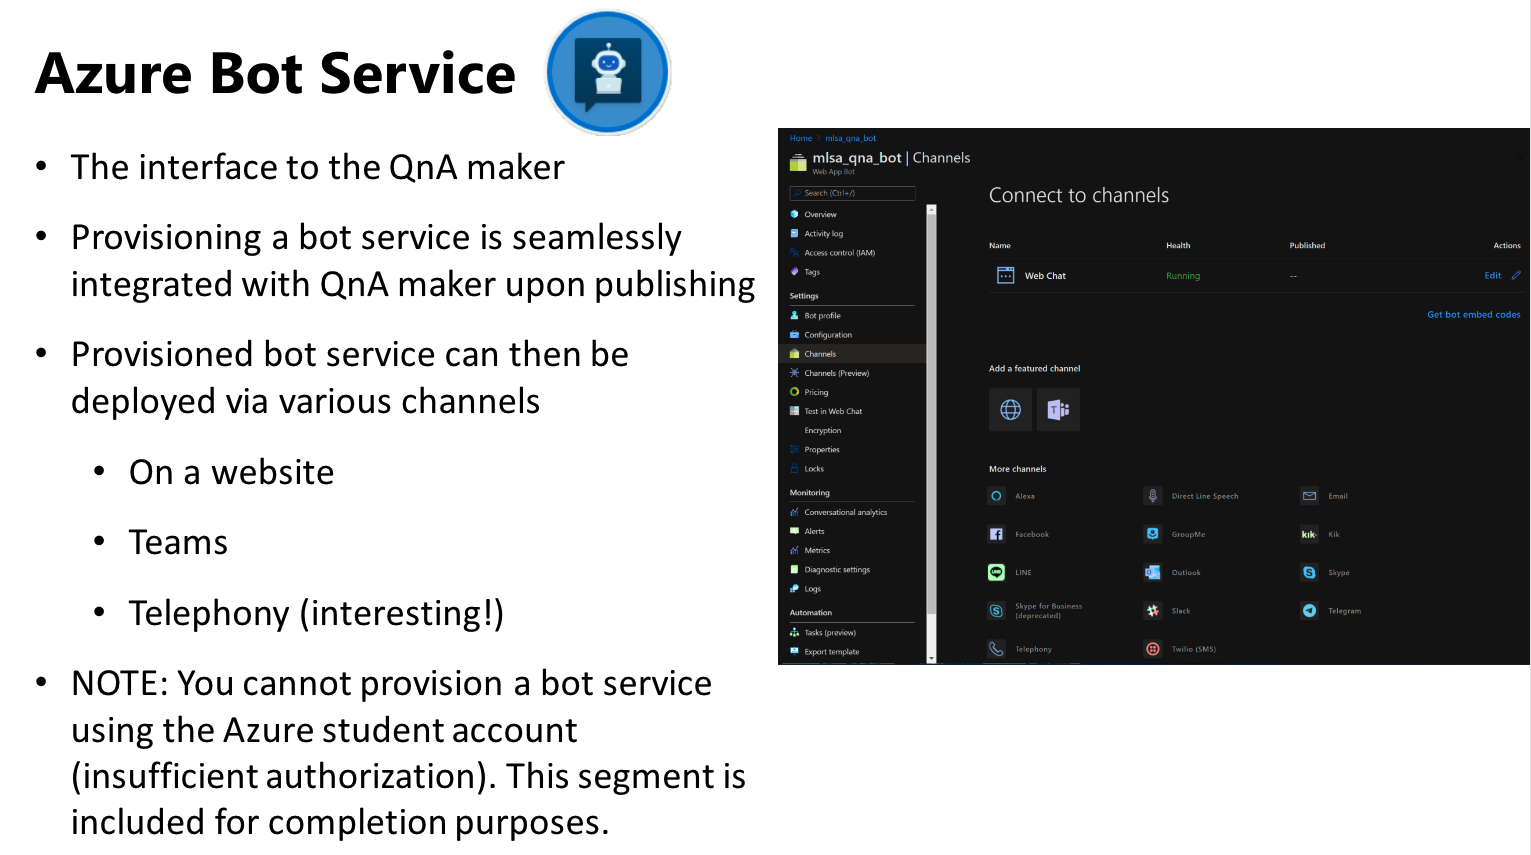 Azure Bot Service
• The interface to the QnA maker
• Provisioning a bot service is seamlessly
integrated with QnA maker upon publishing
• Provisioned bot service can then be
deployed via various channels
• On a website
• Teams
• Telephony (interesting!)
• NOTE: You cannot provision a bot service
using the Azure student account
(insufficient authorization). This segment is
included for completion purposes.
Home > mlsa_qna_bot
mlsa_qna_bot | Channels
Web App Bot
Search (Ctrl+/)
Overview
Activity log
Access control (IAM)
Tags
Settings
Bot profile
Configuration
Channels
Channels (Preview)
Pricing
Test in Web Chat
Encryption
Properties
Locks
Monitoring
Conversational analytics
Alerts
Metrics
Diagnostic settings
Logs
Automation
Tasks (preview)
Export template
Connect to channels
Name Health Published Actions
Web Chat Running -- Edit
Get bot embed codes
Add a featured channel
T
More channels
Alexa Direct Line Speech Email
Facebook GroupMe kik• Kik
LINE Outlook Skype
Skype for Business
(deprecated) Slack Telegram
Telephony Twilio (SMS)